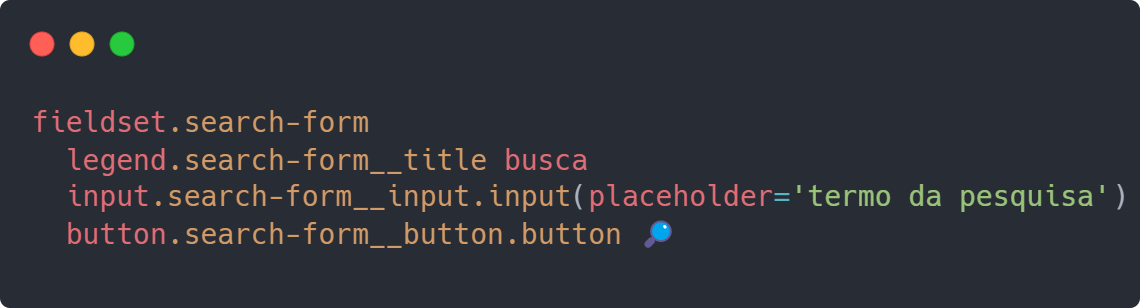 fieldset.search-form
legend.search-form__title busca
input.search-form__input.input(placeholder='termo da pesquisa')
button.search-form__button.button 🔎